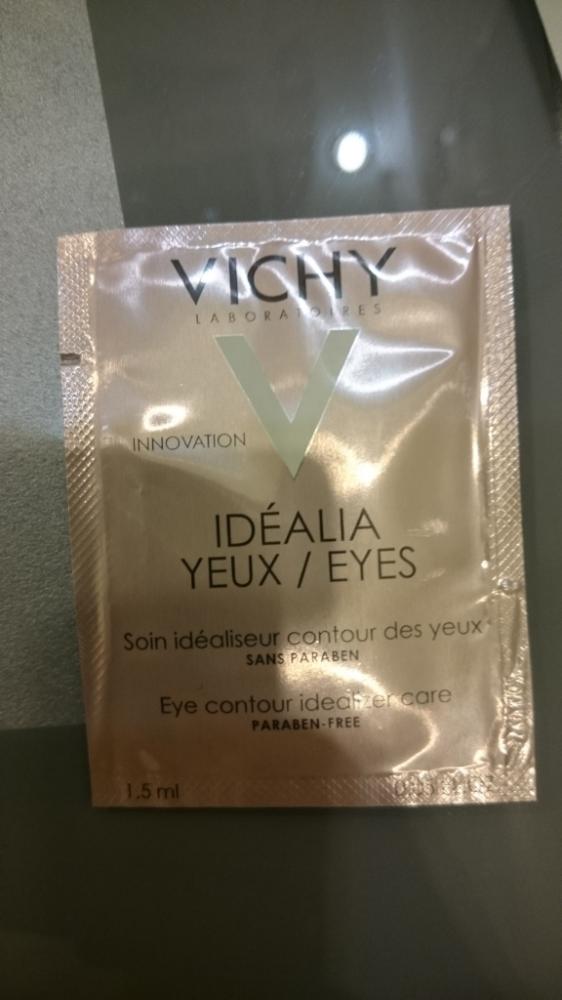 VICHY
LABORATOIRES
INNOVATION
IDÉALIA
YEUX / EYES
Soin idéaliseur contour des yeux
SANS PARABEN
Eye contour idealizer care
PARABEN-FREE
1.5 ml